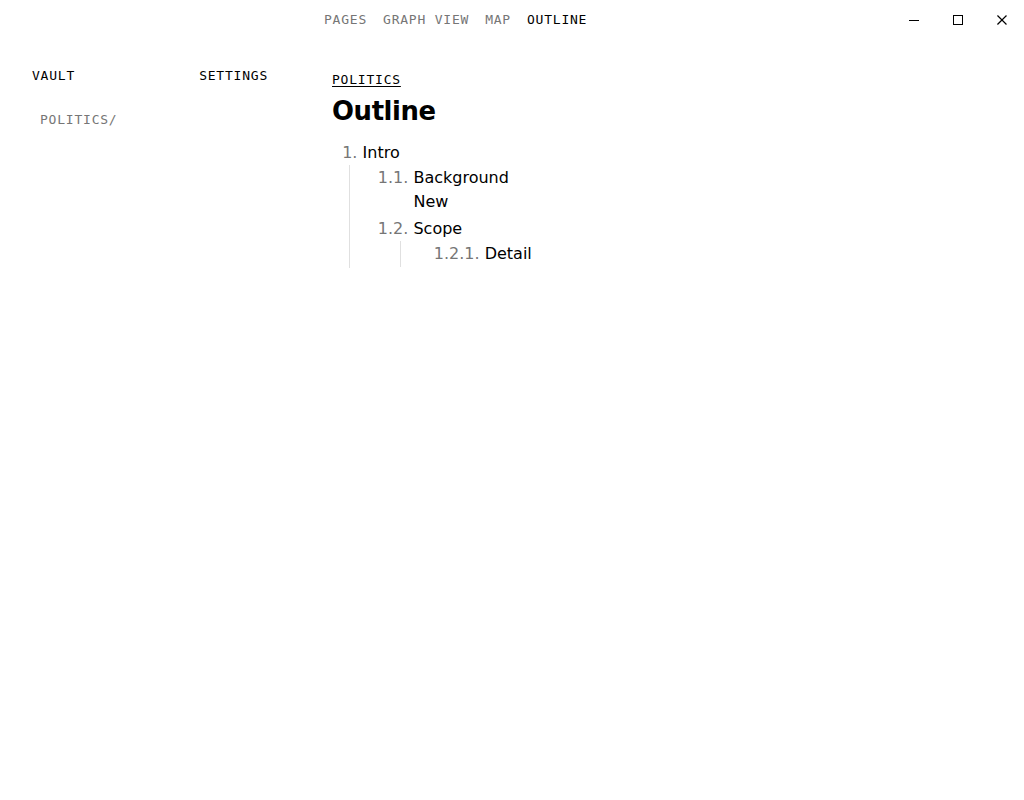 PAGES GRAPH VIEW MAP OUTLINE
VAULT SETTINGS
POLITICS/
POLITICS
Outline
1. Intro
1.1. Background
New
1.2. Scope
1.2.1. Detail